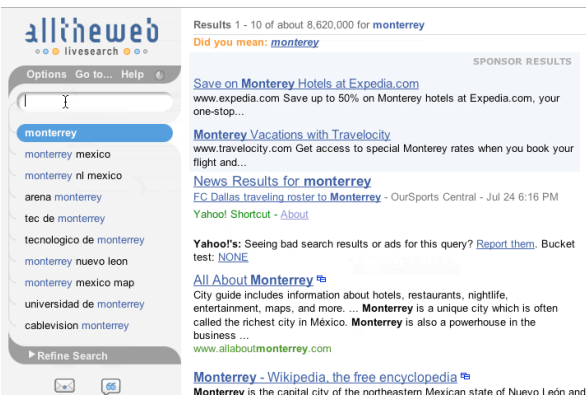 alltheweb
livesearch
Options Go to... Help
monterrey
monterrey mexico
monterrey nl mexico
arena monterrey
tec de monterrey
tecnologico de monterrey
monterrey nuevo leon
monterrey mexico map
universidad de monterrey
cablevision monterrey
Refine Search
Results 1 - 10 of about 8,620,000 for monterrey
Did you mean: monterey
SPONSOR RESULTS
Save on Monterey Hotels at Expedia.com
www.expedia.com Save up to 50% on Monterey hotels at Expedia.com, your
one-stop...
Monterey Vacations with Travelocity
www.travelocity.com Get access to special Monterey rates when you book your
flight and...
News Results for monterrey
FC Dallas traveling roster to Monterrey - OurSports Central - Jul 24 6:16 PM
Yahoo! Shortcut - About
Yahoo!'s: Seeing bad search results or ads for this query? Report them. Bucket
test: NONE
All About Monterrey
City guide includes information about hotels, restaurants, nightlife,
entertainment, maps, and more. ... Monterrey is a unique city which is often
called the richest city in México. Monterrey is also a powerhouse in the
business ...
www.allaboutmonterrey.com
Monterrey - Wikipedia, the free encyclopedia
Monterrey is the capital city of the northeastern Mexican state of Nuevo León and